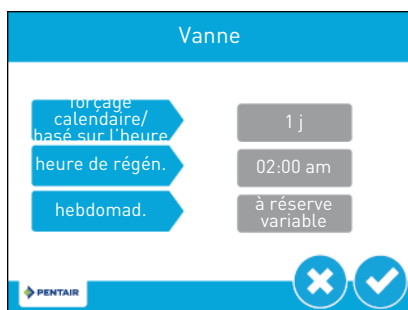 Vanne
forçage
calendaire/
basé sur l'heure
1 j
heure de régén.
02:00 am
hebdomad.
à réserve
variable
PENTAIR